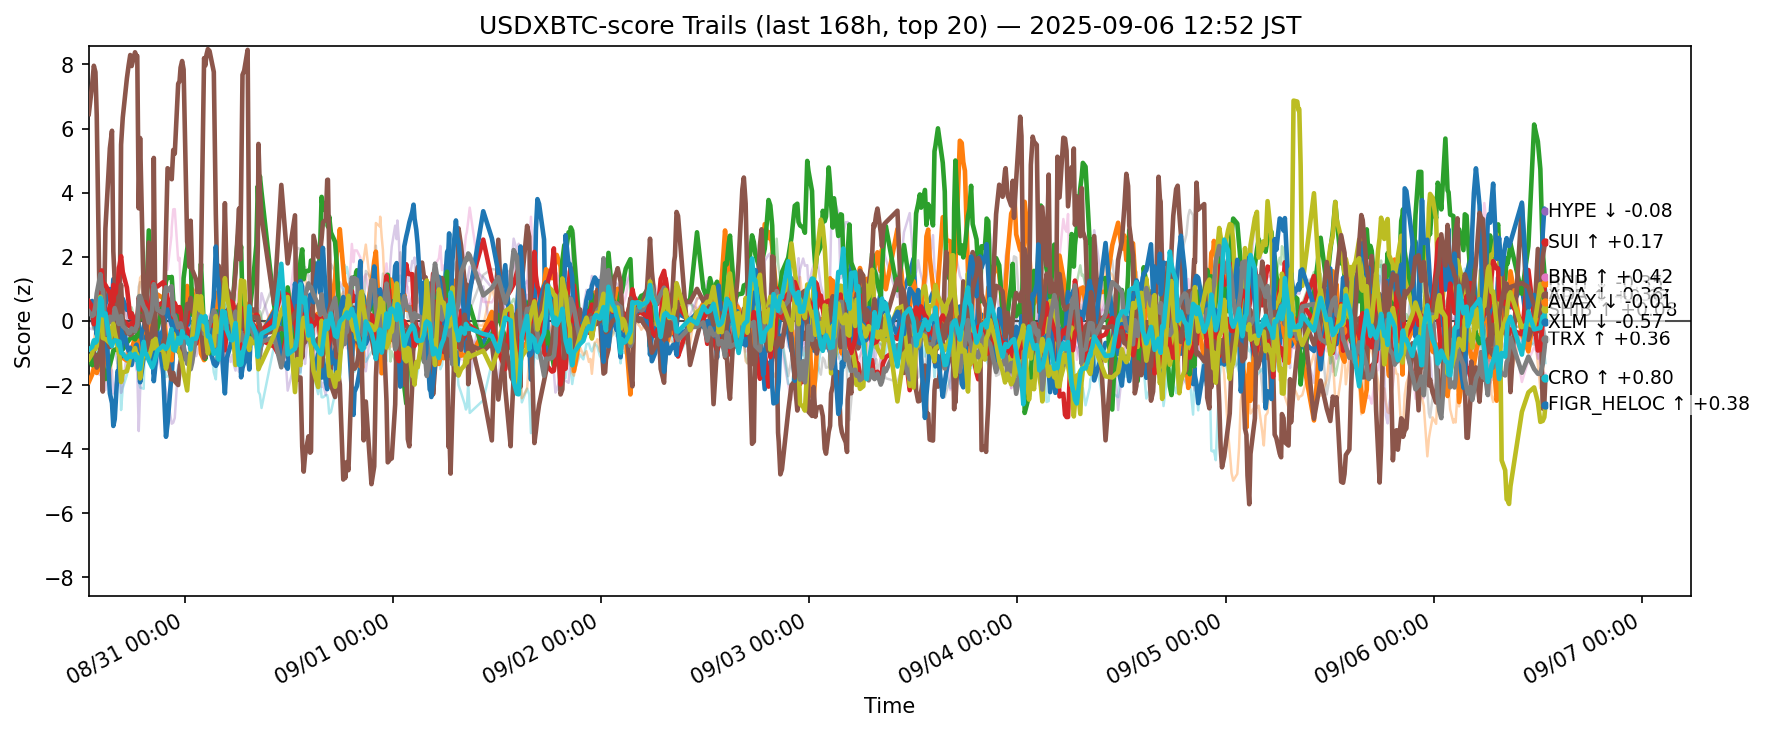 USDXBTC-score Trails (last 168h, top 20) — 2025-09-06 12:52 JST
Score (z)
8
6
4
2
0
−2
−4
−6
−8
HYPE ↓ -0.08
SUI ↑ +0.17
BNB ↑ +0.42
AVAX ↓ -0.01
XLM ↓ -0.57
TRX ↑ +0.36
CRO ↑ +0.80
FIGR_HELOC ↑ +0.38
08/31 00:00
09/01 00:00
09/02 00:00
09/03 00:00
09/04 00:00
09/05 00:00
09/06 00:00
09/07 00:00
Time